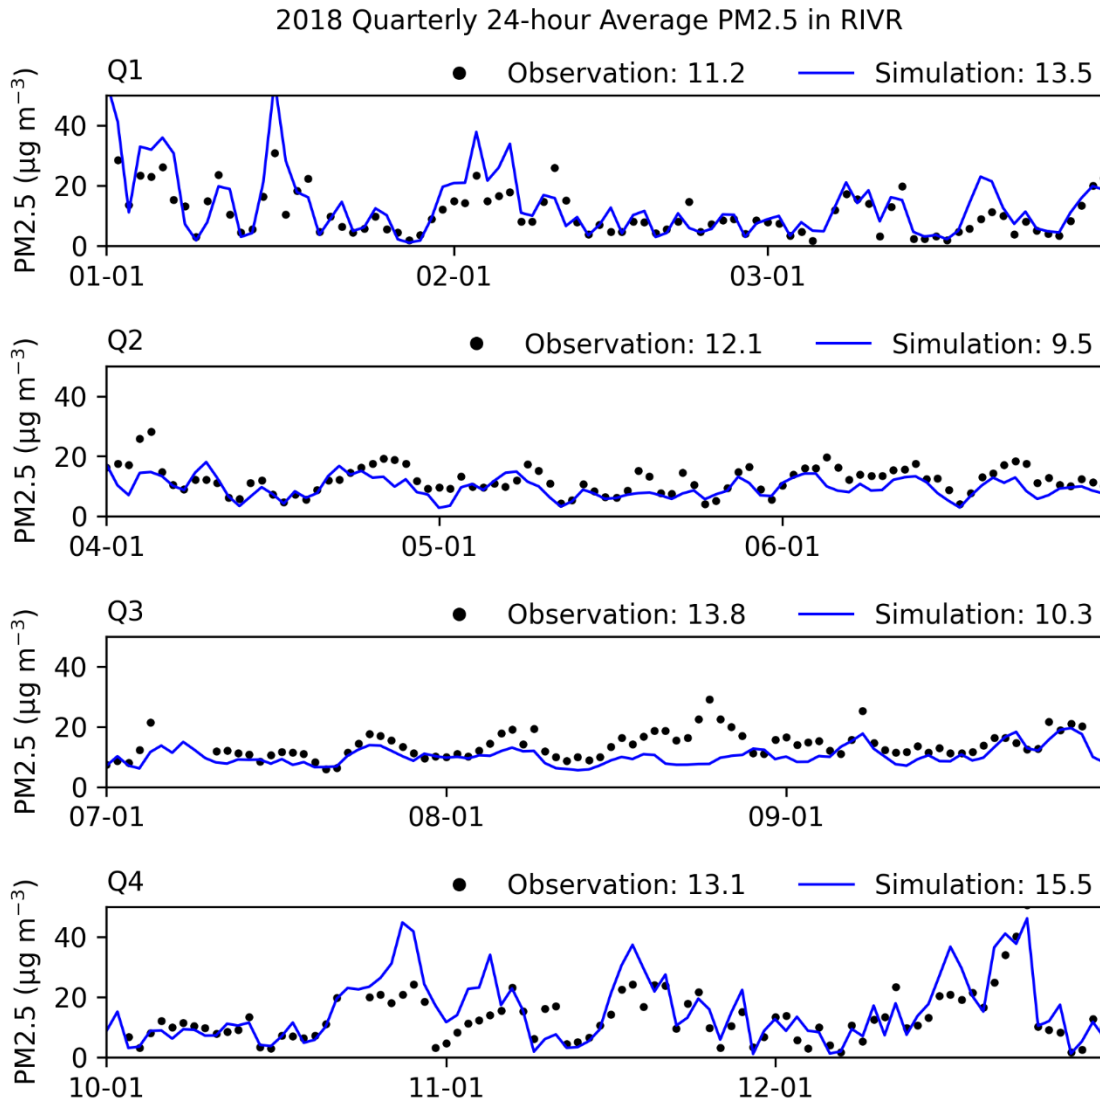 2018 Quarterly 24-hour Average PM2.5 in RIVR
Q1 Observation: 11.2 Simulation: 13.5
PM2.5 (μg m⁻³)
40
20
0
01-01 02-01 03-01
Q2 Observation: 12.1 Simulation: 9.5
PM2.5 (μg m⁻³)
40
20
0
04-01 05-01 06-01
Q3 Observation: 13.8 Simulation: 10.3
PM2.5 (μg m⁻³)
40
20
0
07-01 08-01 09-01
Q4 Observation: 13.1 Simulation: 15.5
PM2.5 (μg m⁻³)
40
20
0
10-01 11-01 12-01